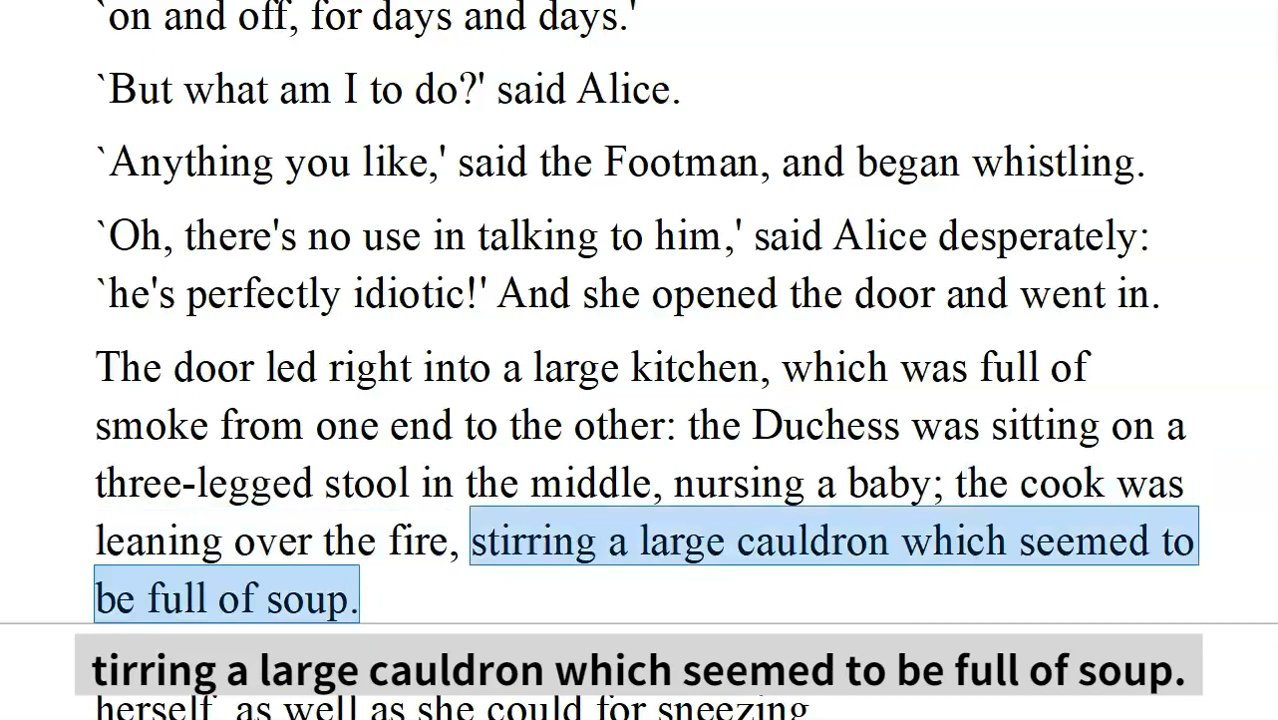 `on and off, for days and days.'
`But what am I to do?' said Alice.
`Anything you like,' said the Footman, and began whistling.
`Oh, there's no use in talking to him,' said Alice desperately:
`he's perfectly idiotic!' And she opened the door and went in.
The door led right into a large kitchen, which was full of
smoke from one end to the other: the Duchess was sitting on a
three-legged stool in the middle, nursing a baby; the cook was
leaning over the fire, stirring a large cauldron which seemed to
be full of soup.
tirring a large cauldron which seemed to be full of soup.
herself, as well as she could for sneezing